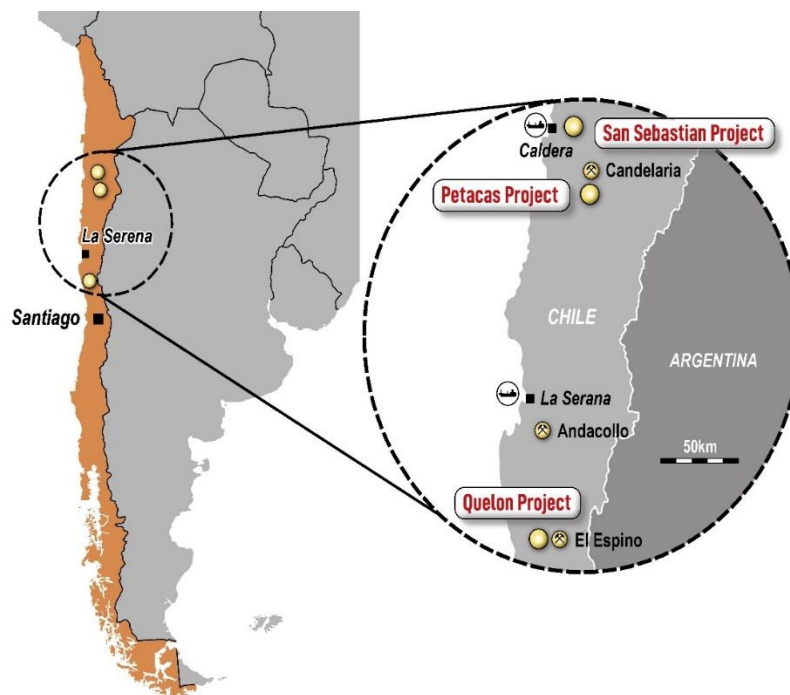 La Serena
Santiago
San Sebastian Project
Caldera
Candelaria
Petacas Project
CHILE
ARGENTINA
La Serana
Andacollo
50km
Quelon Project
El Espino